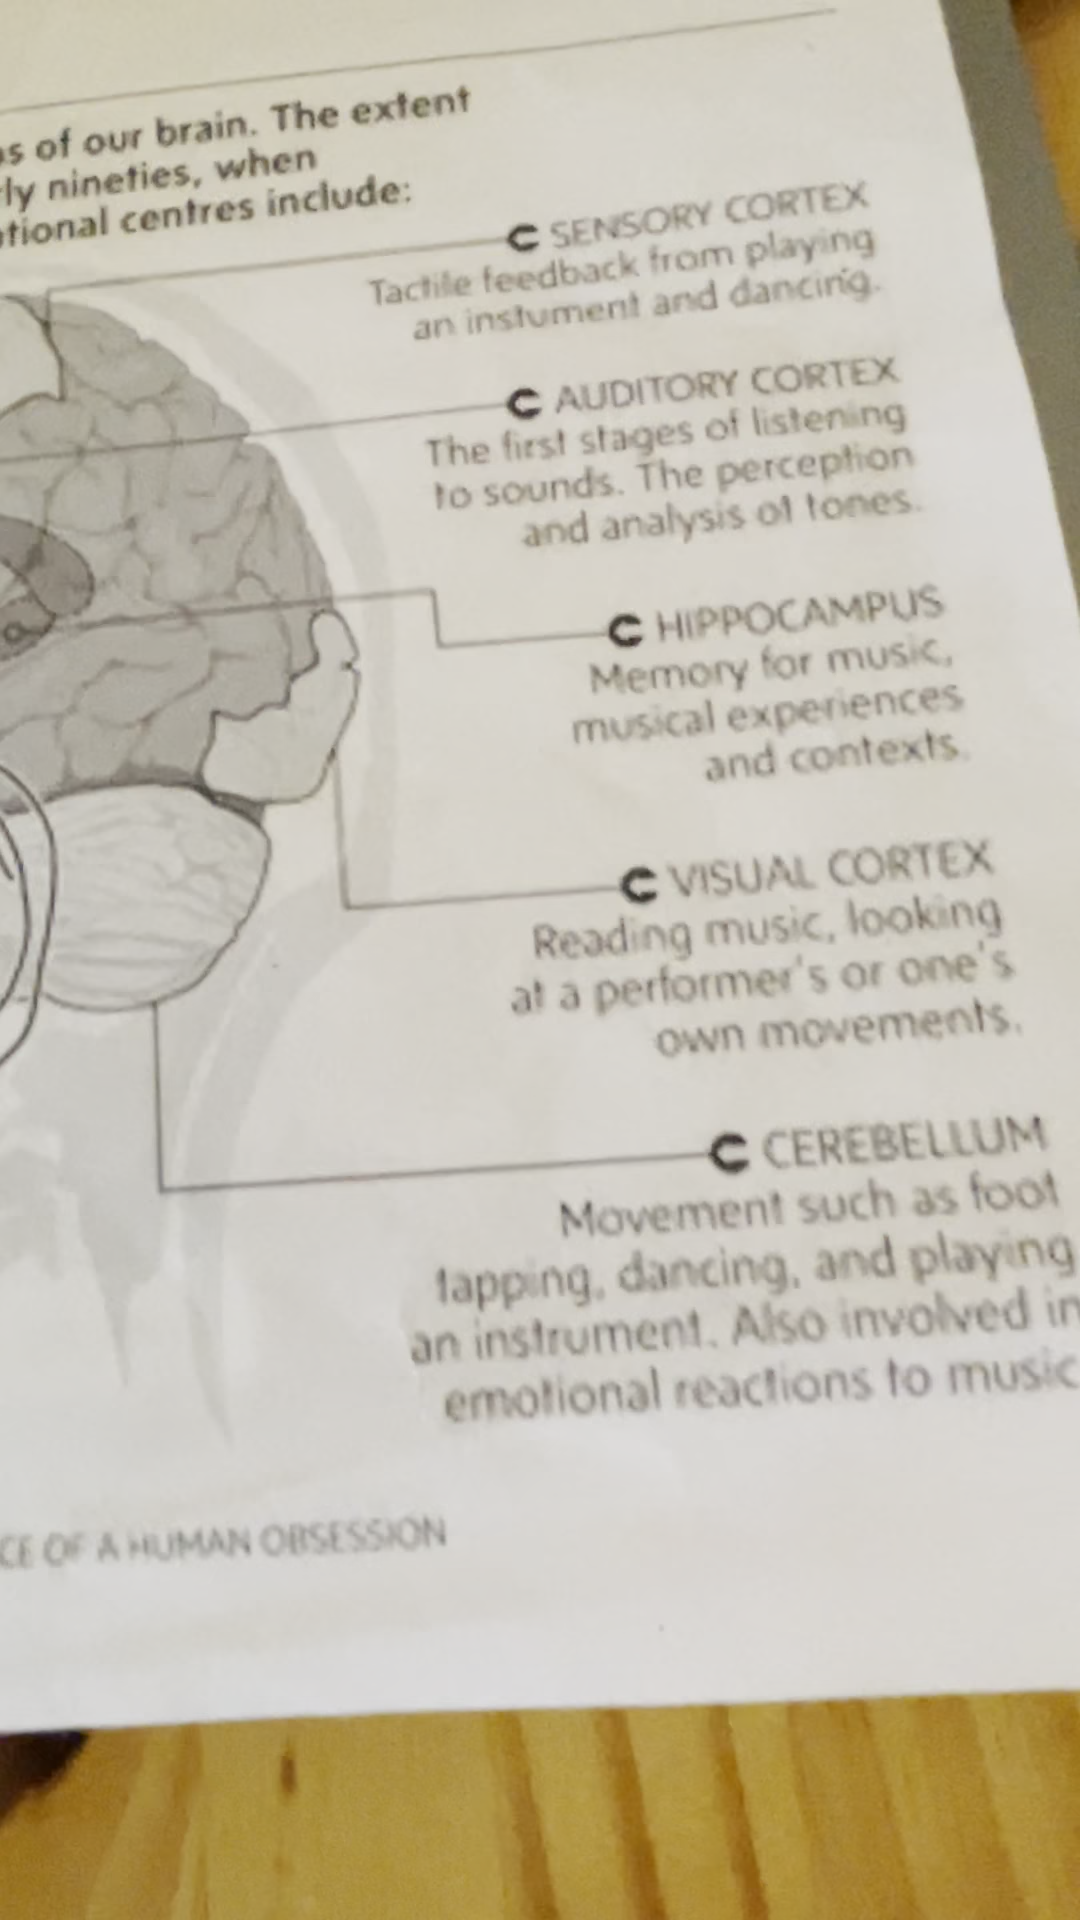 of our brain. The extent
nineties, when
centres include:
SENSORY CORTEX
Tactile feedback from playing
an instument and dancing.
AUDITORY CORTEX
The first stages of listening
to sounds. The perception
and analysis of tones.
HIPPOCAMPUS
Memory for music,
musical experiences
and contexts.
VISUAL CORTEX
Reading music, looking
at a performer's or one's
own movements.
CEREBELLUM
Movement such as foot
tapping, dancing, and playing
an instrument. Also involved in
emotional reactions to music
OF A HUMAN OBSESSION